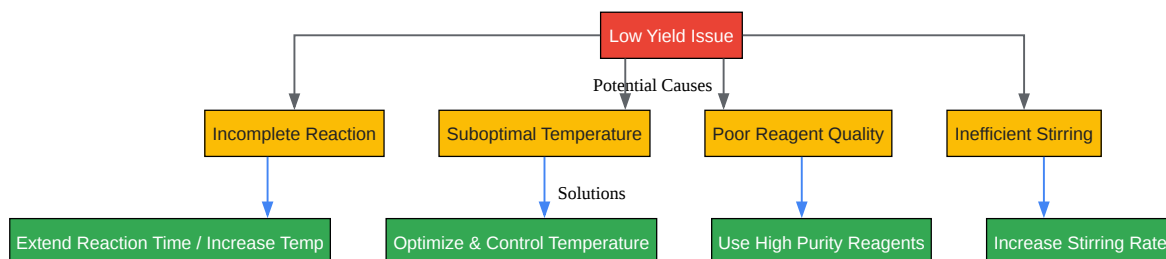 Low Yield Issue
Potential Causes
Incomplete Reaction
Suboptimal Temperature
Poor Reagent Quality
Inefficient Stirring
Solutions
Extend Reaction Time / Increase Temp
Optimize & Control Temperature
Use High Purity Reagents
Increase Stirring Rate